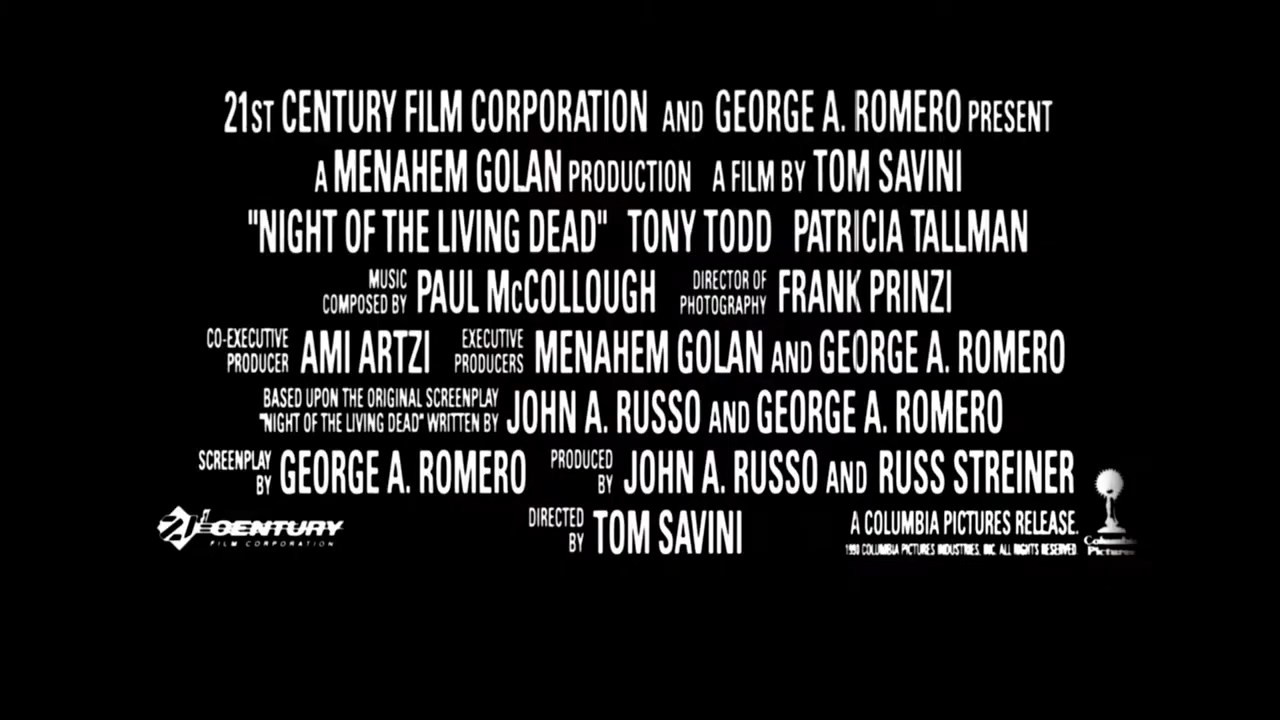 21ST CENTURY FILM CORPORATION AND GEORGE A. ROMERO PRESENT
A MENAHEM GOLAN PRODUCTION A FILM BY TOM SAVINI
"NIGHT OF THE LIVING DEAD" TONY TODD PATRICIA TALLMAN
MUSIC COMPOSED BY PAUL McCOLLOUGH DIRECTOR OF PHOTOGRAPHY FRANK PRINZI
CO-EXECUTIVE PRODUCER AMI ARTZI EXECUTIVE PRODUCERS MENAHEM GOLAN AND GEORGE A. ROMERO
BASED UPON THE ORIGINAL SCREENPLAY "NIGHT OF THE LIVING DEAD" WRITTEN BY JOHN A. RUSSO AND GEORGE A. ROMERO
SCREENPLAY BY GEORGE A. ROMERO PRODUCED BY JOHN A. RUSSO AND RUSS STREINER
21st CENTURY FILM CORPORATION
DIRECTED BY TOM SAVINI
A COLUMBIA PICTURES RELEASE.
1990 COLUMBIA PICTURES INDUSTRIES, INC. ALL RIGHTS RESERVED
Columbia Pictures